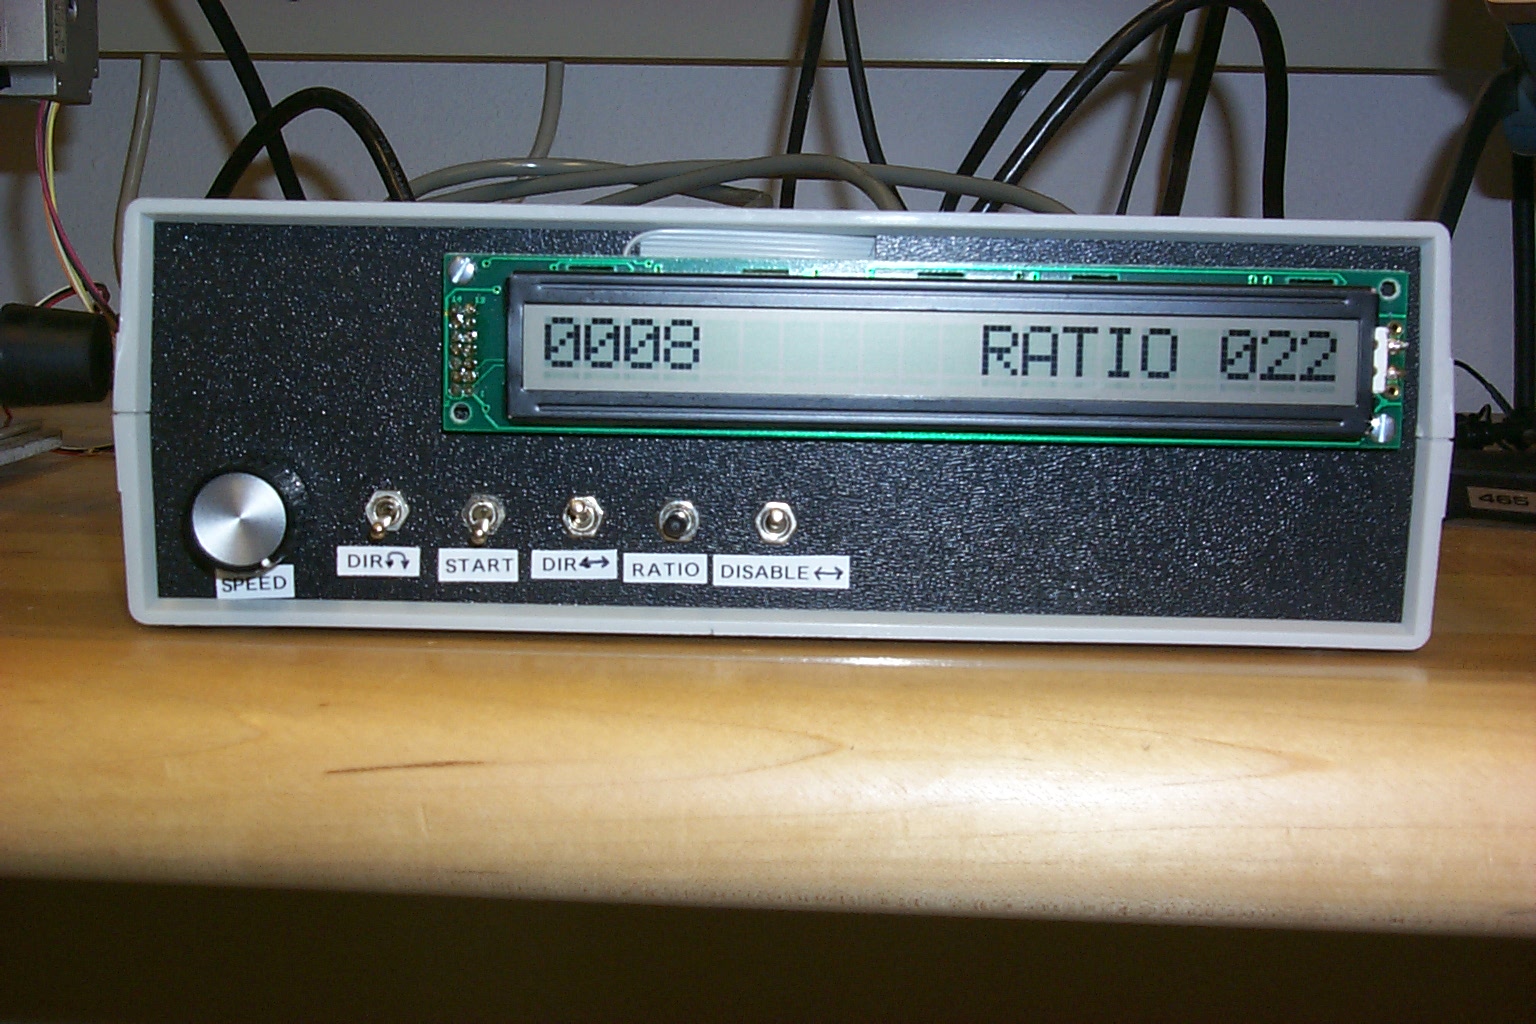 0008 RATIO 022
SPEED
DIR
START
DIR↔
RATIO
DISABLE↔
465